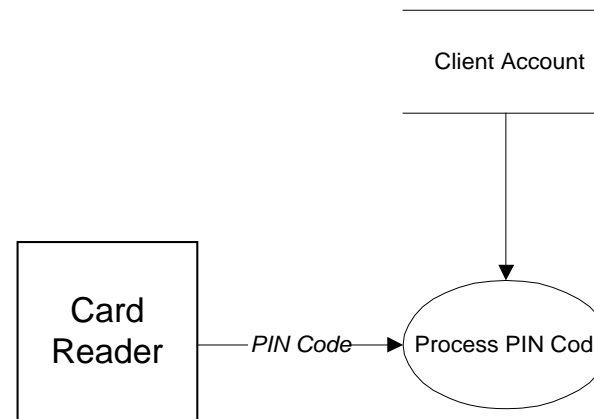 Client Account
Card
Reader
PIN Code
Process PIN Cod